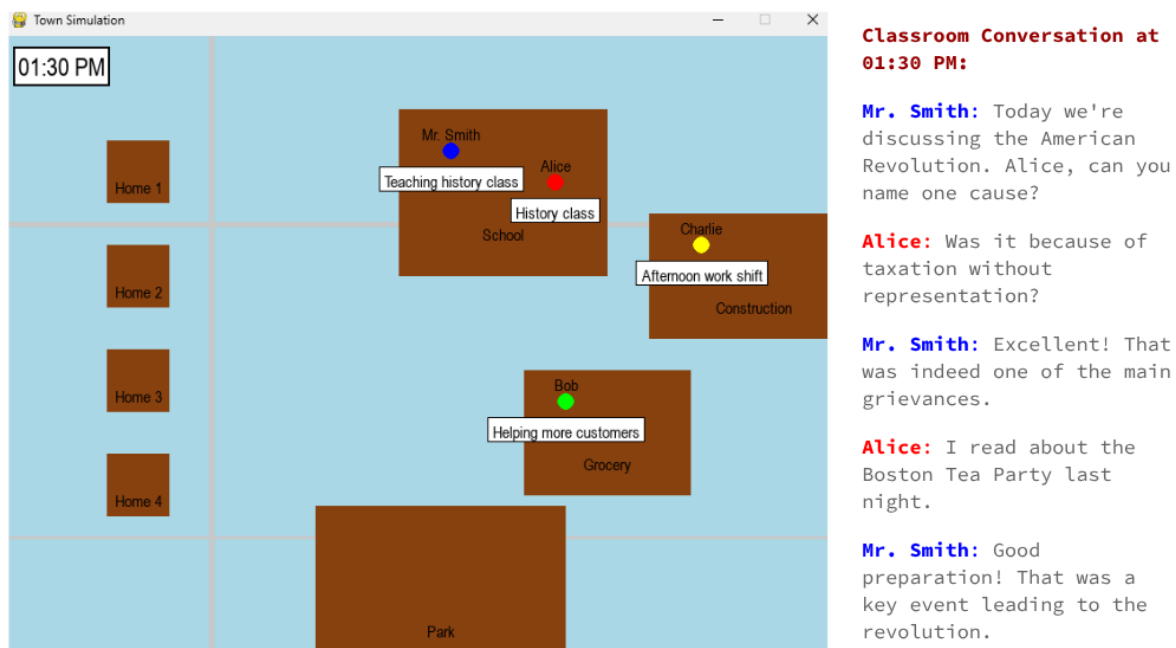 Town Simulation
01:30 PM
Mr. Smith
Teaching history class
Alice
History class
School
Home 1
Charlie
Afternoon work shift
Construction
Home 2
Bob
Helping more customers
Grocery
Home 3
Home 4
Park
Classroom Conversation at
01:30 PM:
Mr. Smith: Today we're
discussing the American
Revolution. Alice, can you
name one cause?
Alice: Was it because of
taxation without
representation?
Mr. Smith: Excellent! That
was indeed one of the main
grievances.
Alice: I read about the
Boston Tea Party last
night.
Mr. Smith: Good
preparation! That was a
key event leading to the
revolution.